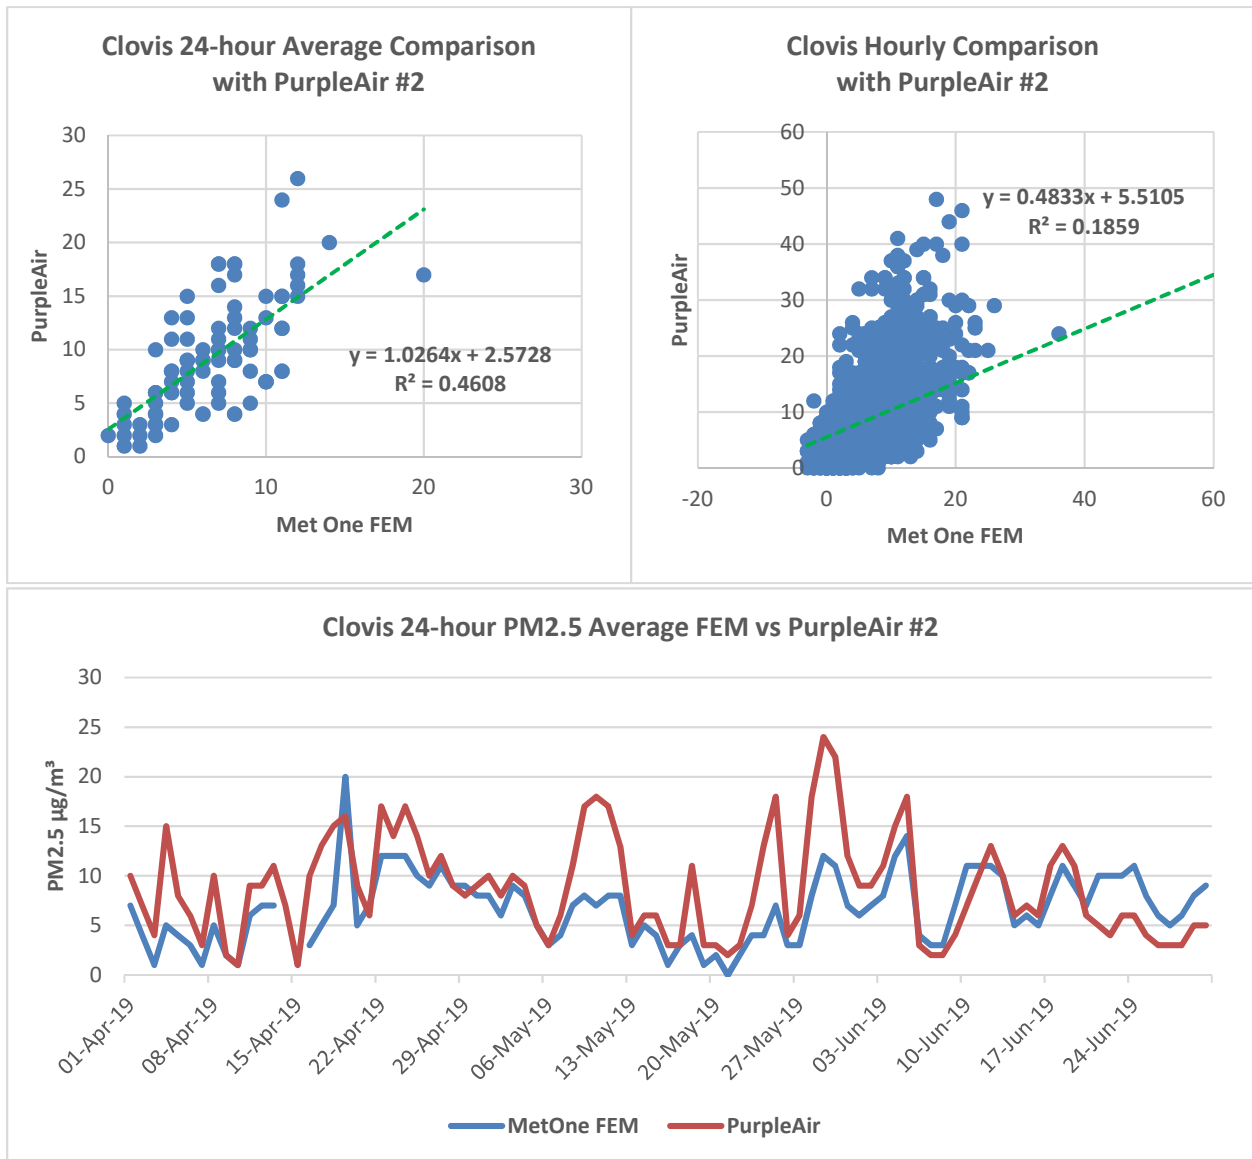 Clovis 24-hour Average Comparison
with PurpleAir #2
30
25
20
15
10
5
0
PurpleAir
y = 1.0264x + 2.5728
R² = 0.4608
0 10 20 30
Met One FEM
Clovis Hourly Comparison
with PurpleAir #2
60
50
40
30
20
10
0
PurpleAir
y = 0.4833x + 5.5105
R² = 0.1859
-20 0 20 40 60
Met One FEM
Clovis 24-hour PM2.5 Average FEM vs PurpleAir #2
30
25
20
15
10
5
0
PM2.5 µg/m³
01-Apr-19
08-Apr-19
15-Apr-19
22-Apr-19
29-Apr-19
06-May-19
13-May-19
20-May-19
27-May-19
03-Jun-19
10-Jun-19
17-Jun-19
24-Jun-19
MetOne FEM PurpleAir